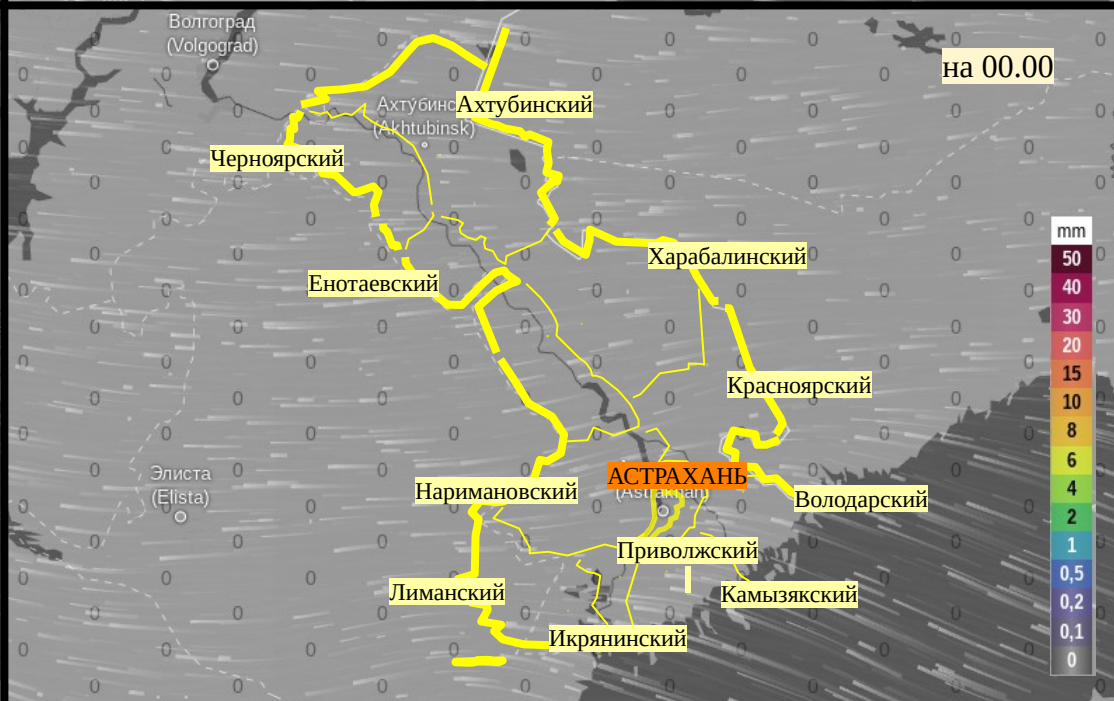 Волгоград
(Volgograd)
на 00.00
Ахтубинс
Ахтубинский
(Akhtubinsk)
Черноярский
Харабалинский
Енотаевский
mm
50
40
30
20
15
10
8
6
4
2
1
0,5
0,2
0,1
0
Красноярский
Элиста
(Elista)
АСТРАХАНЬ
(Astrakhan)
Наримановский
Володарский
Приволжский
Лиманский
Камызякский
Икрянинский